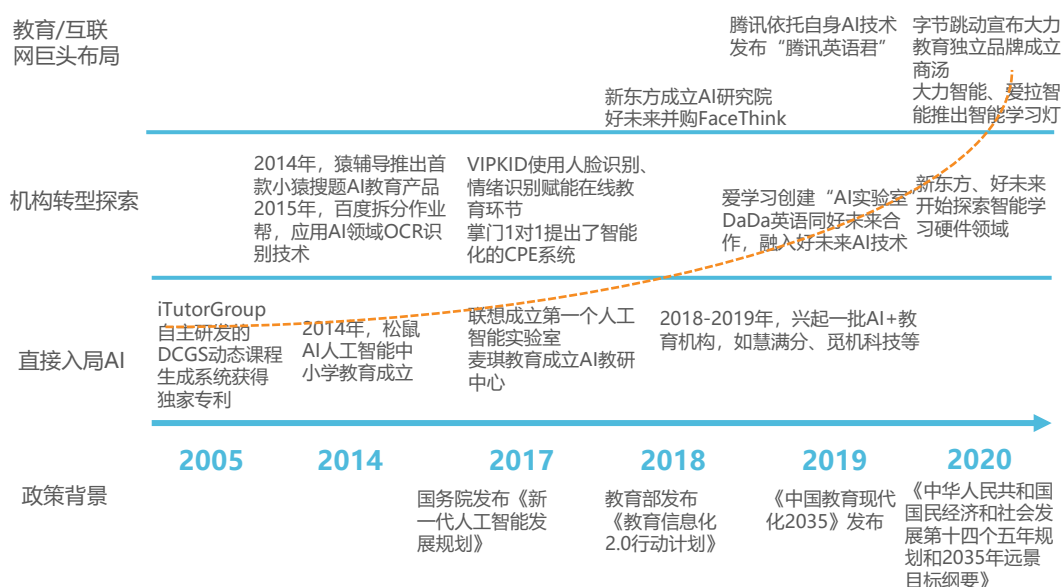 教育/互联
网巨头布局
腾讯依托自身AI技术
发布“腾讯英语君”
字节跳动宣布大力
教育独立品牌成立
商汤
大力智能、爱拉智
能推出智能学习灯
新东方成立AI研究院
好未来并购FaceThink
机构转型探索
2014年，猿辅导推出首
款小猿搜题AI教育产品
2015年，百度拆分作业
帮，应用AI领域OCR识
别技术
VIPKID使用人脸识别、
情绪识别赋能在线教
育环节
掌门1对1提出了智能
化的CPE系统
爱学习创建“AI实验室
DaDa英语同好未来合
作，融入好未来AI技术
新东方、好未来
开始探索智能学
习硬件领域
直接入局AI
iTutorGroup
自主研发的
DCGS动态课程
生成系统获得
独家专利
2014年，松鼠
AI人工智能中
小学教育成立
联想成立第一个人工
智能实验室
麦琪教育成立AI教研
中心
2018-2019年，兴起一批AI+教
育机构，如慧满分、觅机科技等
2005
2014
2017
2018
2019
2020
政策背景
国务院发布《新
一代人工智能发
展规划》
教育部发布
《教育信息化
2.0行动计划》
《中国教育现代
化2035》发布
《中华人民共和国
国民经济和社会发
展第十四个五年规
划和2035年远景
目标纲要》